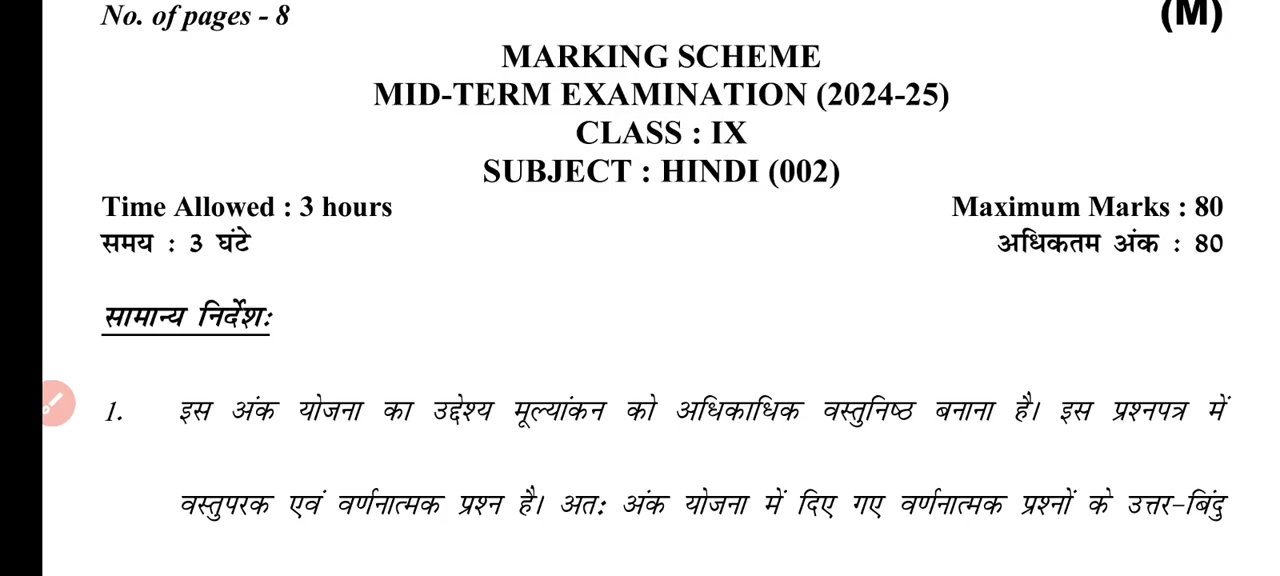 No. of pages - 8
(M)
MARKING SCHEME
MID-TERM EXAMINATION (2024-25)
CLASS : IX
SUBJECT : HINDI (002)
Time Allowed : 3 hours
Maximum Marks : 80
समय : 3 घंटे
अधिकतम अंक : 80
सामान्य निर्देशः
1. इस अंक योजना का उद्देश्य मूल्यांकन को अधिकाधिक वस्तुनिष्ठ बनाना है। इस प्रश्नपत्र में
वस्तुपरक एवं वर्णनात्मक प्रश्न है। अतः अंक योजना में दिए गए वर्णनात्मक प्रश्नों के उत्तर-बिंदु